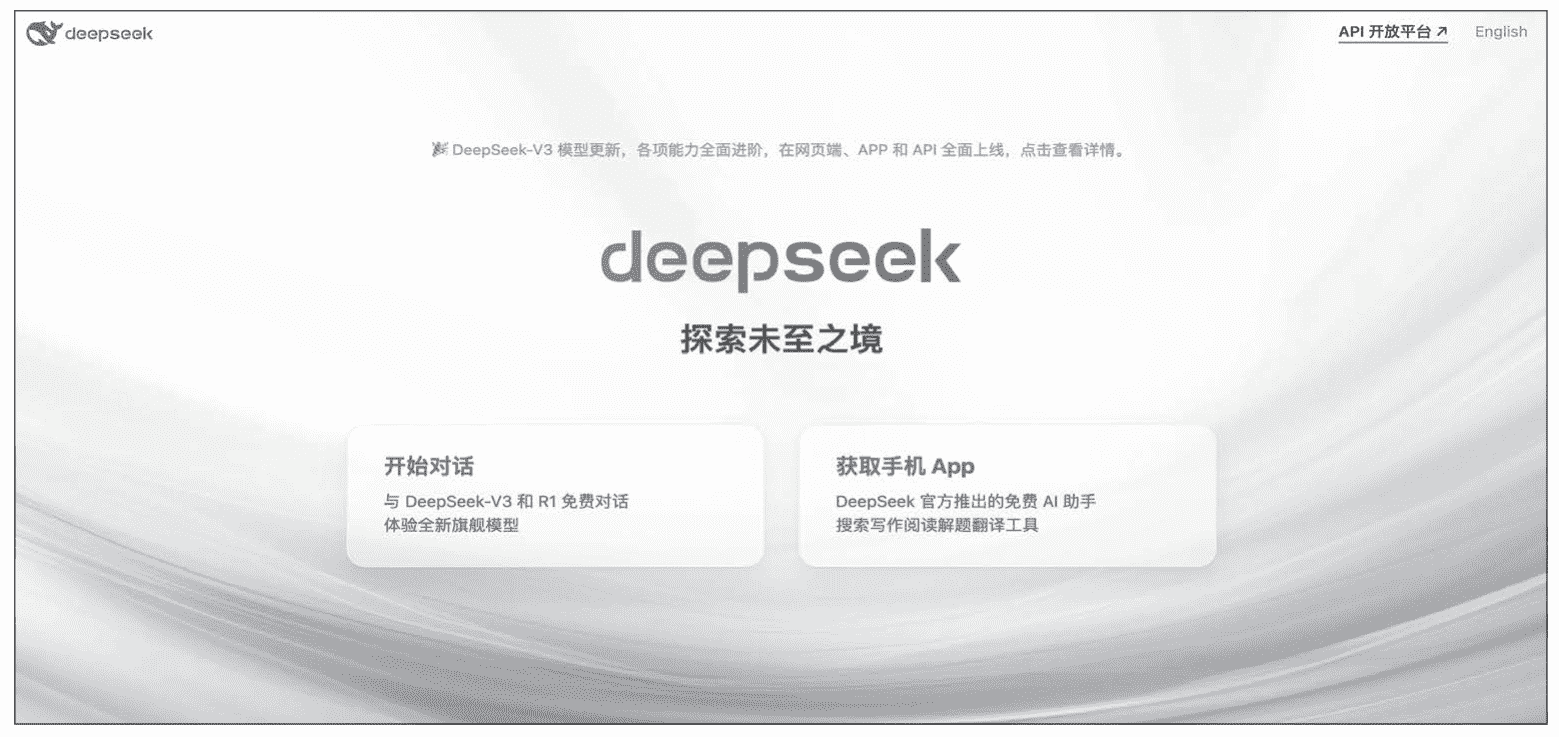 deepseek
API 开放平台 ↗
English
🎉 DeepSeek-V3 模型更新，各项能力全面进阶，在网页端、APP 和 API 全面上线，点击查看详情。
deepseek
探索未至之境
开始对话
与 DeepSeek-V3 和 R1 免费对话
体验全新旗舰模型
获取手机 App
DeepSeek 官方推出的免费 AI 助手
搜索写作阅读解题翻译工具